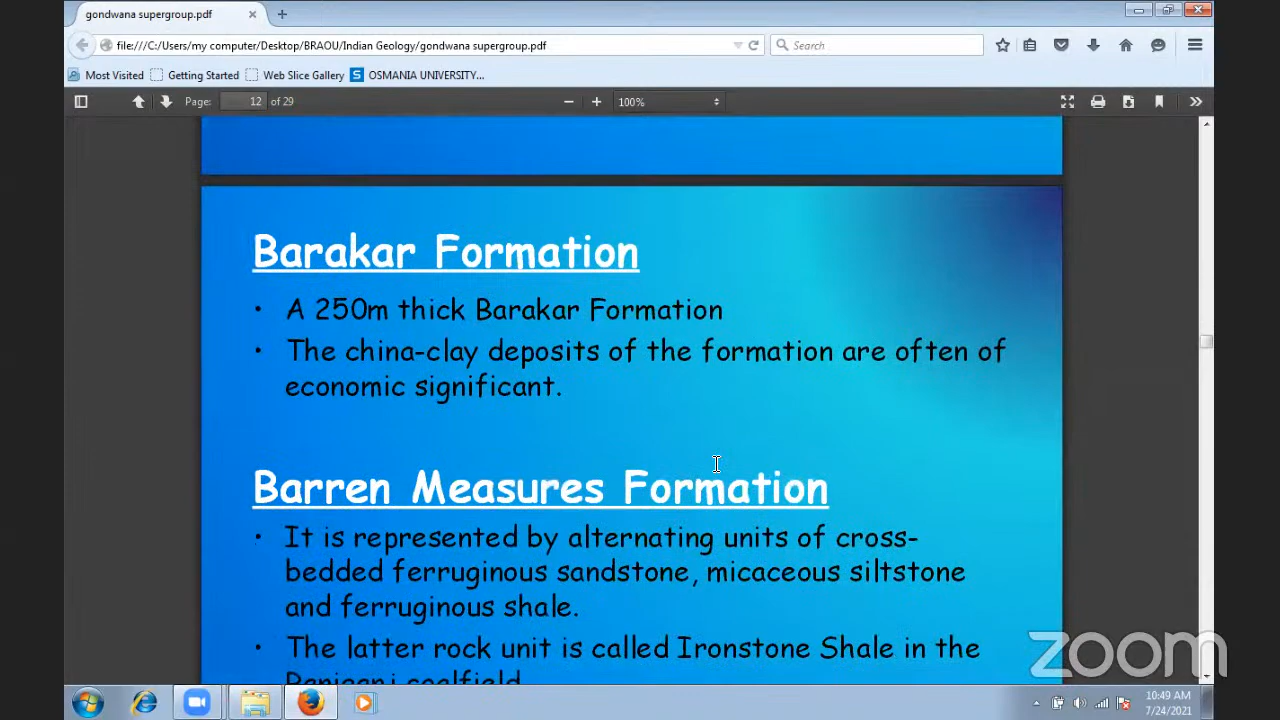 gondwana supergroup.pdf
file:///C:/Users/my computer/Desktop/BRAOU/Indian Geology/gondwana supergroup.pdf
Search
Most Visited
Getting Started
Web Slice Gallery
OSMANIA UNIVERSITY...
Page: 12 of 29
100%
Barakar Formation
• A 250m thick Barakar Formation
• The china-clay deposits of the formation are often of
economic significant.
Barren Measures Formation
• It is represented by alternating units of cross-
bedded ferruginous sandstone, micaceous siltstone
and ferruginous shale.
• The latter rock unit is called Ironstone Shale in the
zoom
10:49 AM
7/24/2021